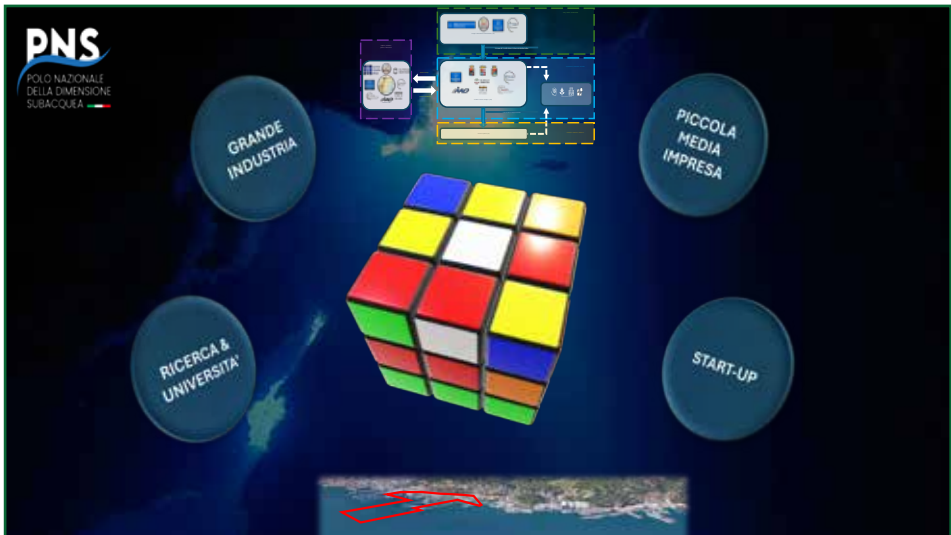 PNS
POLO NAZIONALE
DELLA DIMENSIONE
SUBACQUEA
GRANDE
INDUSTRIA
PICCOLA
MEDIA
IMPRESA
RICERCA &
UNIVERSITA'
START-UP